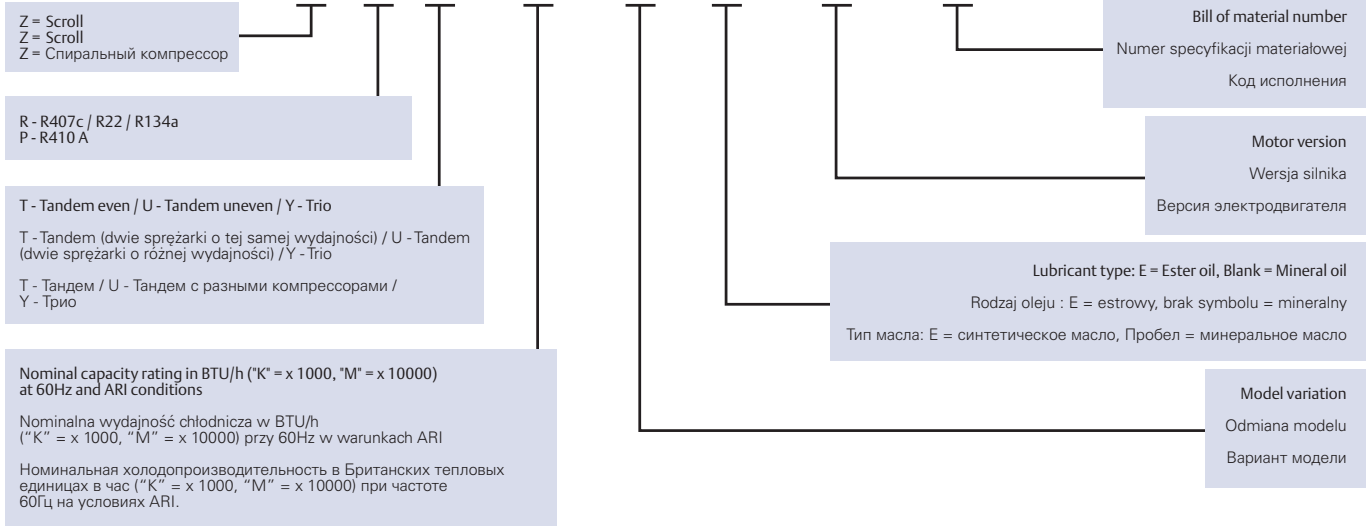 Z = Scroll
Z = Scroll
Z = Спиральный компрессор
R - R407c / R22 / R134a
P - R410 A
T - Tandem even / U - Tandem uneven / Y - Trio
T - Tandem (dwie sprężarki o tej samej wydajności) / U - Tandem
(dwie sprężarki o różnej wydajności) / Y - Trio
T - Тандем / U - Тандем с разными компрессорами /
Y - Трио
Nominal capacity rating in BTU/h ("K" = x 1000, "M" = x 10000)
at 60Hz and ARI conditions
Nominalna wydajność chłodnicza w BTU/h
(“K” = x 1000, “M” = x 10000) przy 60Hz w warunkach ARI
Номинальная холодопроизводительность в Британских тепловых
единицах в час (“K” = x 1000, “M” = x 10000) при частоте
60Гц на условиях ARI.
Bill of material number
Numer specyfikacji materiałowej
Код исполнения
Motor version
Wersja silnika
Версия электродвигателя
Lubricant type: E = Ester oil, Blank = Mineral oil
Rodzaj oleju : E = estrowy, brak symbolu = mineralny
Тип масла: E = синтетическое масло, Пробел = минеральное масло
Model variation
Odmiana modelu
Вариант модели